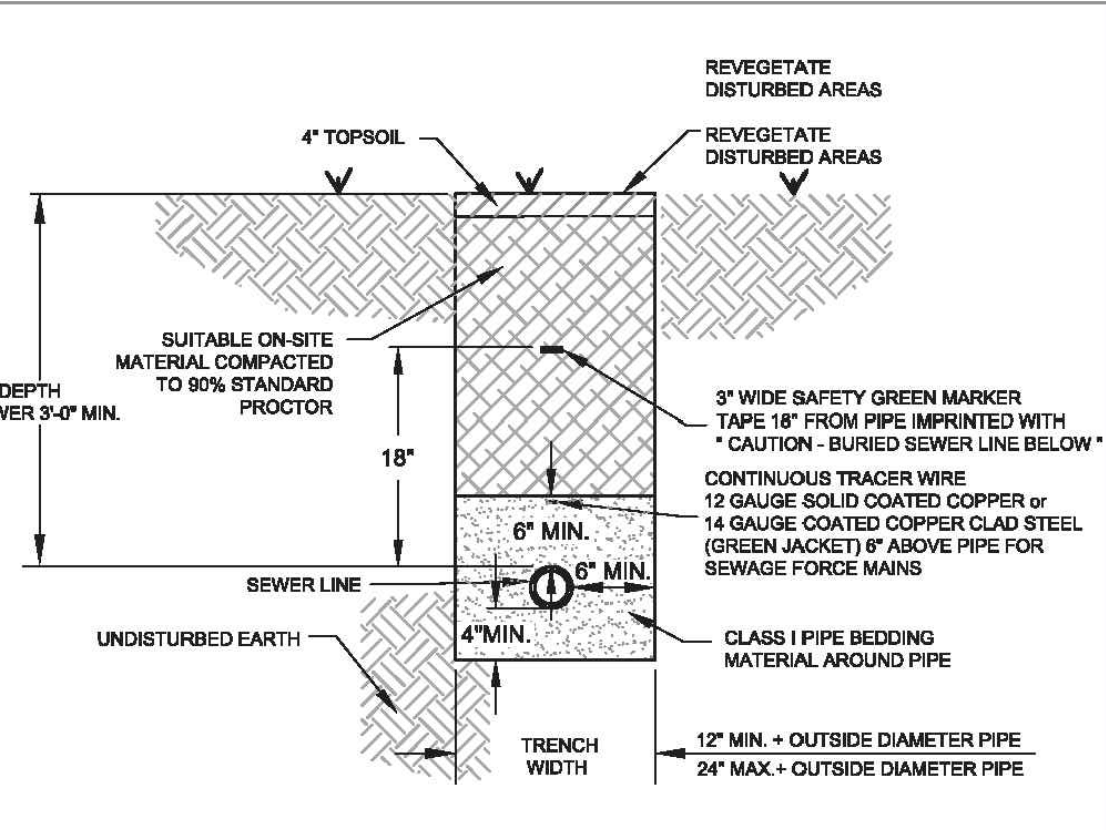 REVEGETATE
DISTURBED AREAS
4" TOPSOIL
REVEGETATE
DISTURBED AREAS
SUITABLE ON-SITE
MATERIAL COMPACTED
TO 90% STANDARD
PROCTOR
DEPTH
WER 3'-0" MIN.
3" WIDE SAFETY GREEN MARKER
TAPE 18" FROM PIPE IMPRINTED WITH
" CAUTION - BURIED SEWER LINE BELOW "
18"
CONTINUOUS TRACER WIRE
12 GAUGE SOLID COATED COPPER or
14 GAUGE COATED COPPER CLAD STEEL
(GREEN JACKET) 6" ABOVE PIPE FOR
SEWAGE FORCE MAINS
6" MIN.
6" MIN.
SEWER LINE
4"MIN.
UNDISTURBED EARTH
CLASS I PIPE BEDDING
MATERIAL AROUND PIPE
TRENCH
WIDTH
12" MIN. + OUTSIDE DIAMETER PIPE
24" MAX.+ OUTSIDE DIAMETER PIPE